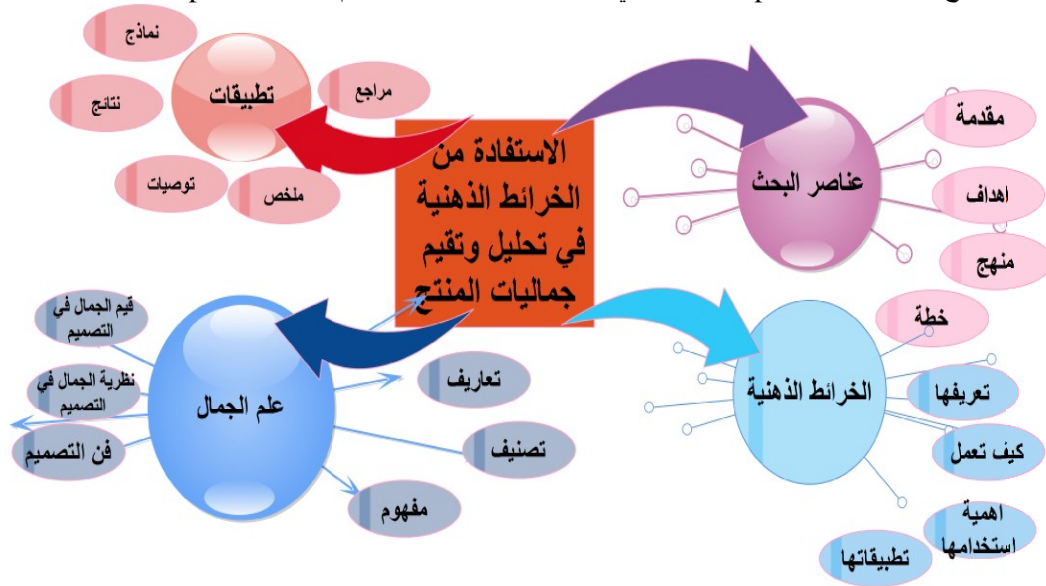 الاستفادة من
الخرائط الذهنية
في تحليل وتقيم
جماليات المنتج
عناصر البحث
مقدمة
اهداف
منهج
خطة
الخرائط الذهنية
تعريفها
كيف تعمل
اهمية
استخدامها
تطبيقاتها
علم الجمال
تعاريف
تصنيف
مفهوم
فن التصميم
نظرية الجمال في
التصميم
قيم الجمال في
التصميم
تطبيقات
مراجع
ملخص
توصيات
نتائج
نماذج